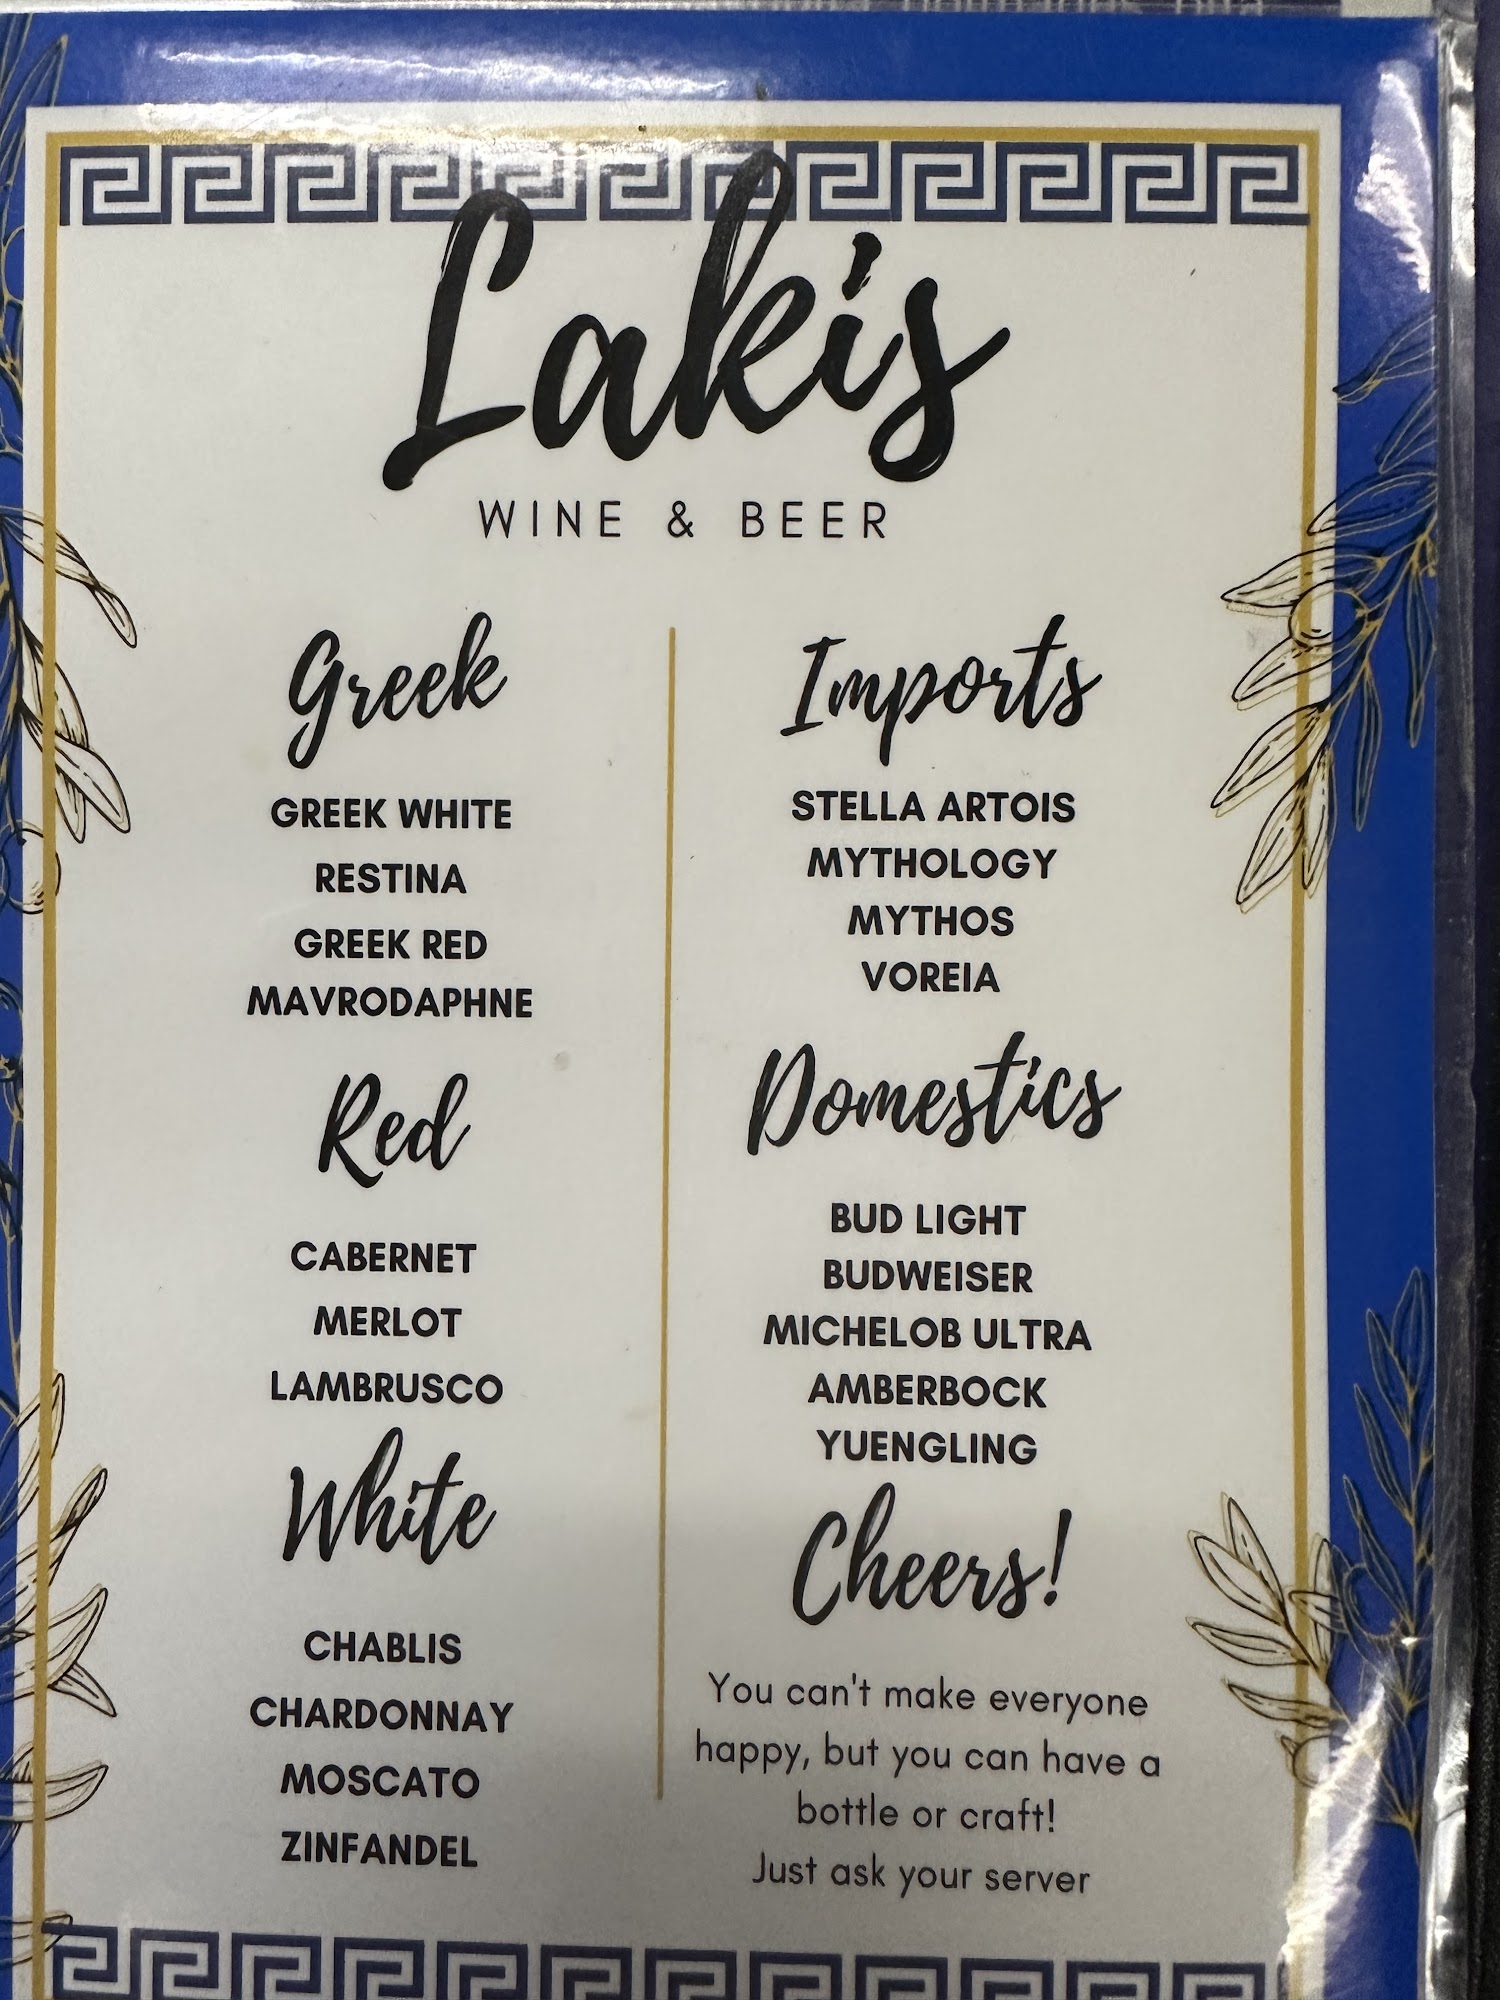 Lakis
WINE & BEER
Greek
GREEK WHITE
RESTINA
GREEK RED
MAVRODAPHNE
Red
CABERNET
MERLOT
LAMBRUSCO
White
CHABLIS
CHARDONNAY
MOSCATO
ZINFANDEL
Imports
STELLA ARTOIS
MYTHOLOGY
MYTHOS
VOREIA
Domestics
BUD LIGHT
BUDWEISER
MICHELOB ULTRA
AMBERBOCK
YUENGLING
Cheers!
You can't make everyone
happy, but you can have a
bottle or craft!
Just ask your server